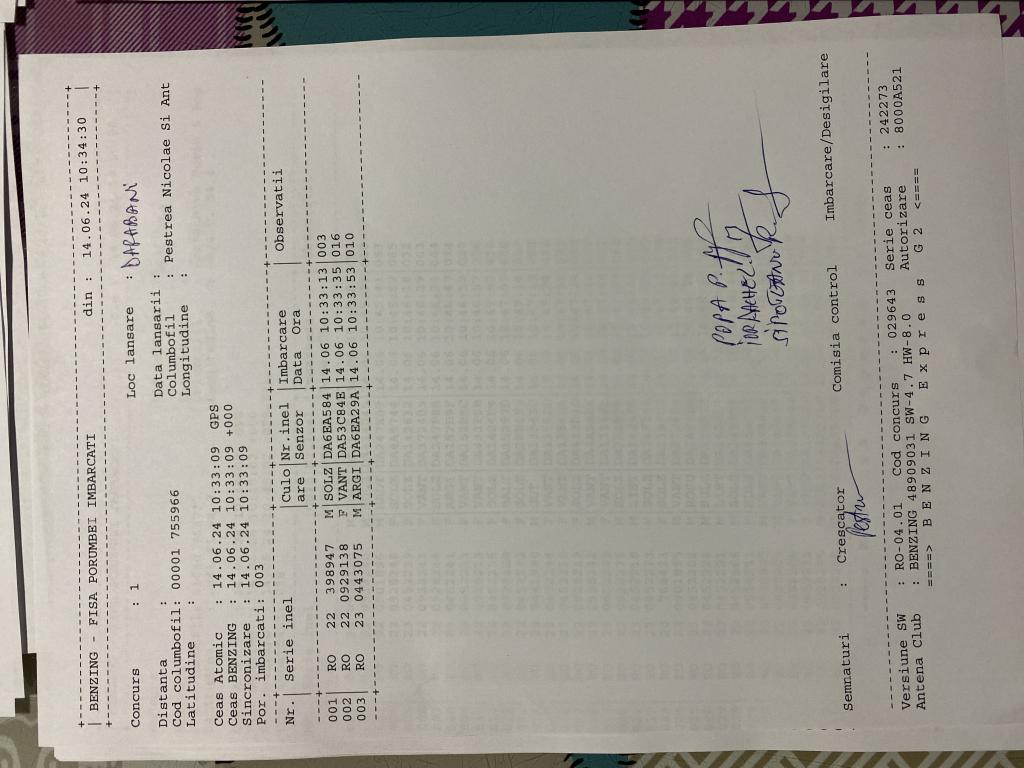 BENZING - FISA PORUMBEI IMBARCATI din : 14.06.24 10:34:30
Concurs : 1 Loc lansare : DARABANI
Distanta : Data lansarii :
Cod columbofil: 00001 755966 Columbofil : Pestrea Nicolae Si Ant
Latitudine : Longitudine :
Ceas Atomic : 14.06.24 10:33:09 GPS
Ceas BENZING : 14.06.24 10:33:09 +000
Sincronizare : 14.06.24 10:33:09
Por. imbarcati: 003
Nr.| Serie inel |Culo|Nr.inel |Imbarcare | Observatii
|are |Senzor |Data Ora |
001| RO 22 398947 M|SOLZ|DA6EA584|14.06 10:33:13|003
002| RO 22 0929138 F|VANT|DA53C84E|14.06 10:33:35|016
003| RO 23 0443075 M|ARGI|DA6EA29A|14.06 10:33:53|010
POPA P.
Semnaturi : Crescator Comisia control Imbarcare/Desigilare
Versiune SW : RO-04.01 Cod concurs : 029643 Serie ceas : 242273
Antena Club : BENZING 48099031 SW-4.7 HW-8.0 Autorizare : 8000A521
====> B E N Z I N G E x p r e s s G 2 <====